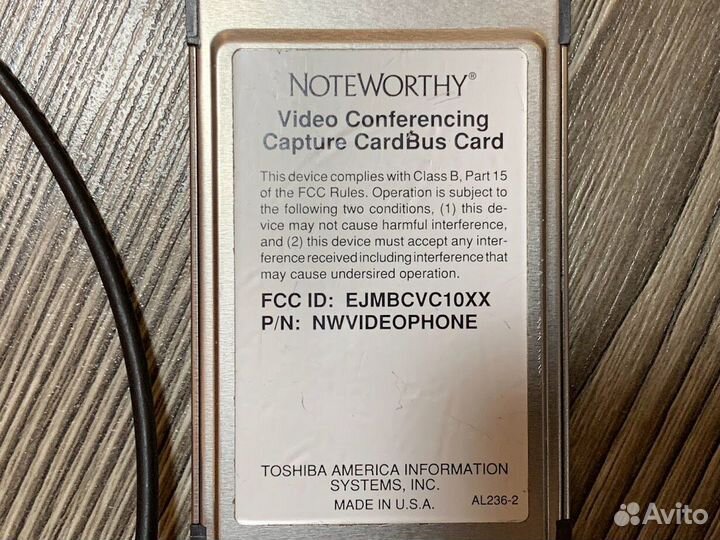 NOTEWORTHY®
Video Conferencing
Capture CardBus Card
This device complies with Class B, Part 15
of the FCC Rules. Operation is subject to
the following two conditions, (1) this de-
vice may not cause harmful interference,
and (2) this device must accept any inter-
ference received including interference that
may cause undersired operation.
FCC ID: EJMBCVC10XX
P/N: NWVIDEOPHONE
TOSHIBA AMERICA INFORMATION
SYSTEMS, INC.
MADE IN U.S.A.
AL236-2
Avito